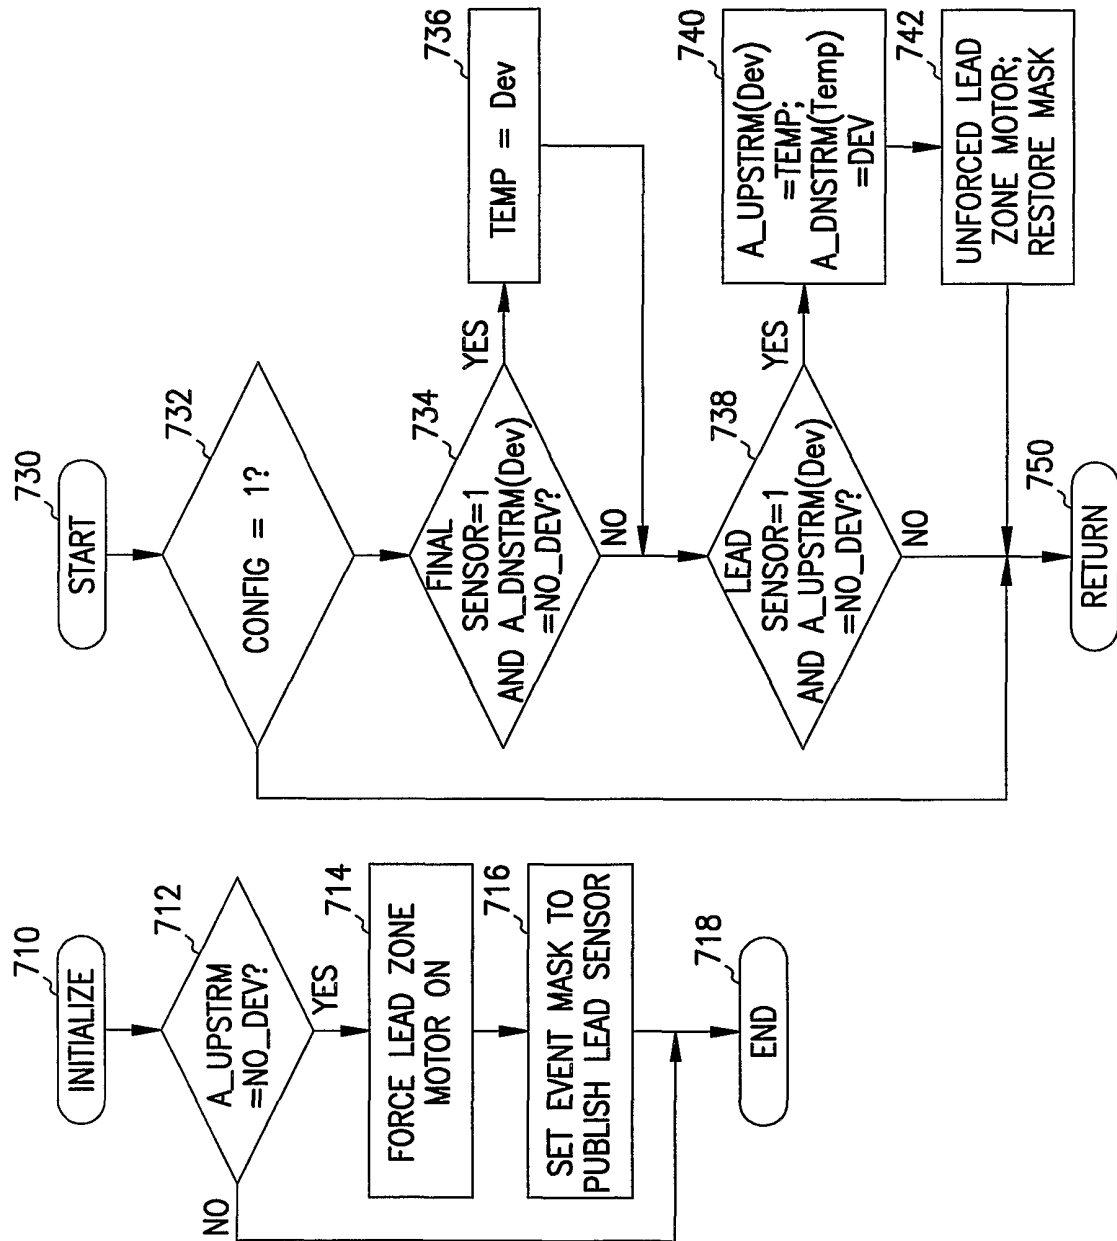 710
INITIALIZE
712
A_UPSTRM
=NO_DEV?
NO
YES
714
FORCE LEAD ZONE
MOTOR ON
716
SET EVENT MASK TO
PUBLISH LEAD SENSOR
718
END
730
START
732
CONFIG = 1?
734
FINAL
SENSOR=1
AND A_DNSTRM(Dev)
=NO_DEV?
YES
NO
736
TEMP = Dev
738
LEAD
SENSOR=1
AND A_UPSTRM(Dev)
=NO_DEV?
YES
NO
740
A_UPSTRM(Dev)
=TEMP;
A_DNSTRM(Temp)
=DEV
742
UNFORCED LEAD
ZONE MOTOR;
RESTORE MASK
750
RETURN